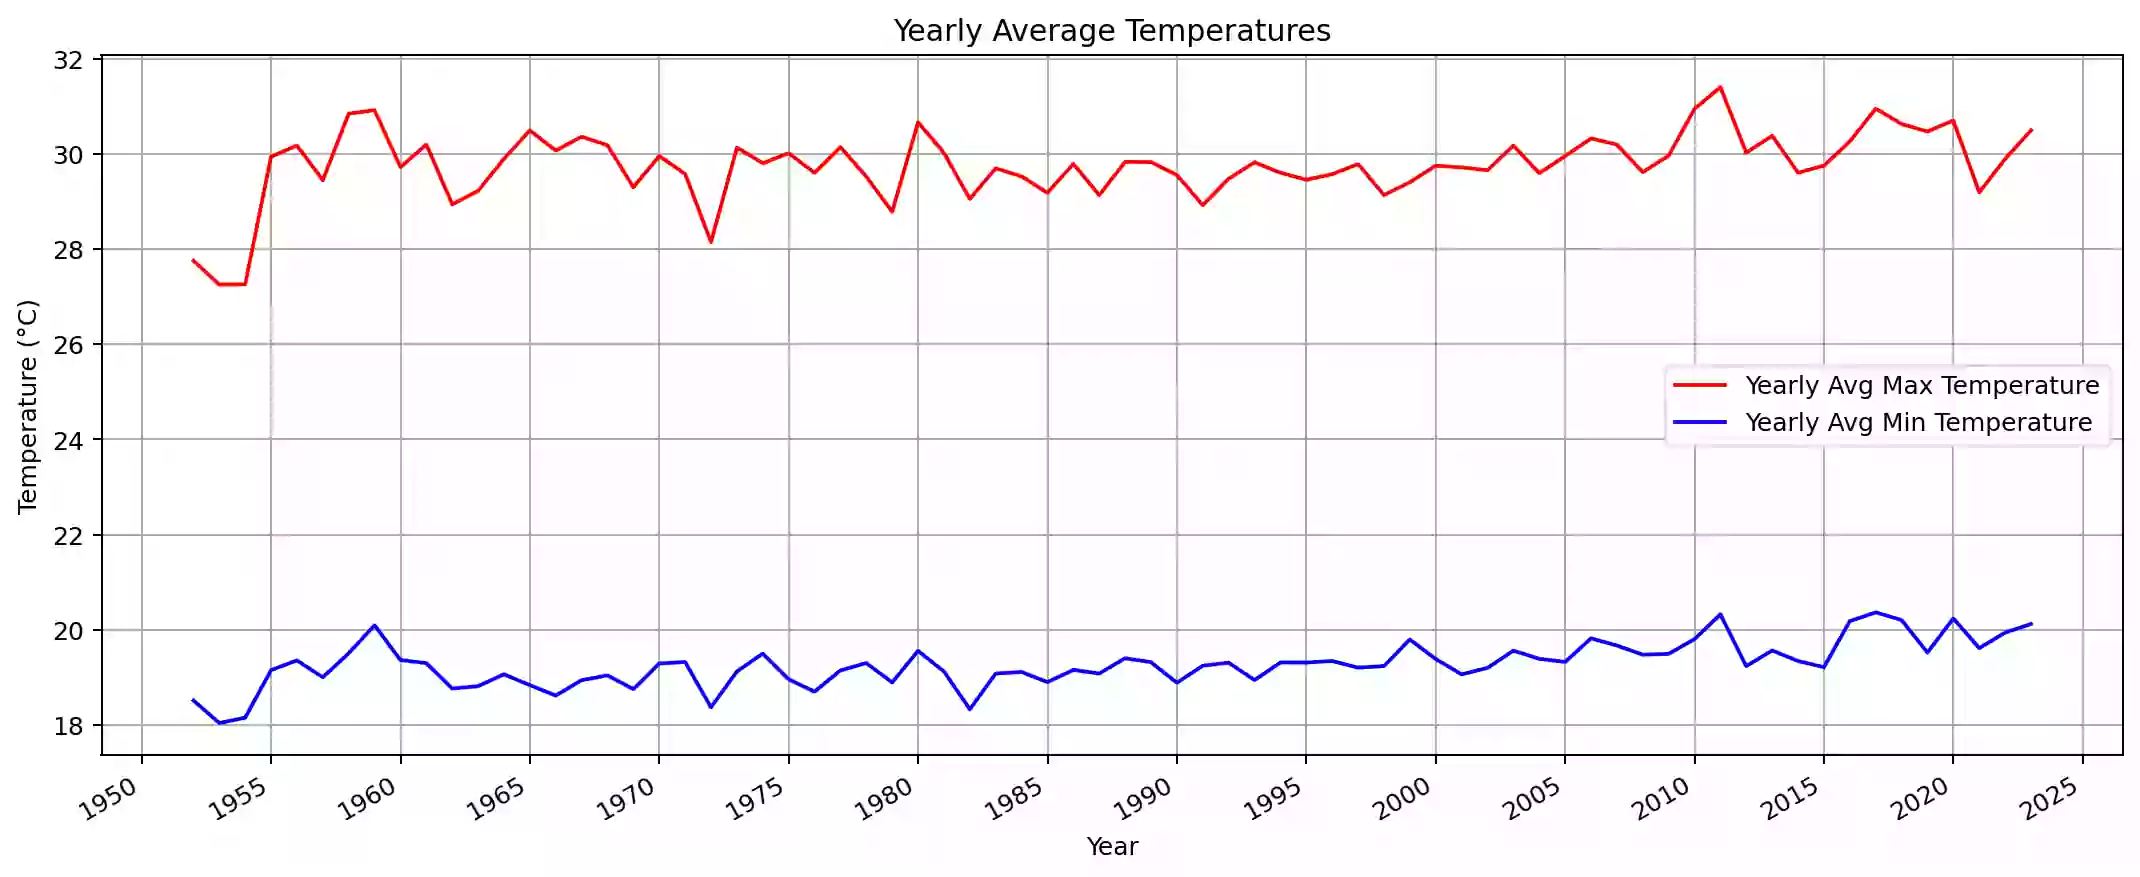 Yearly Average Temperatures
32
30
28
26
24
22
20
18
Temperature (°C)
Yearly Avg Max Temperature
Yearly Avg Min Temperature
1950 1955 1960 1965 1970 1975 1980 1985 1990 1995 2000 2005 2010 2015 2020 2025
Year